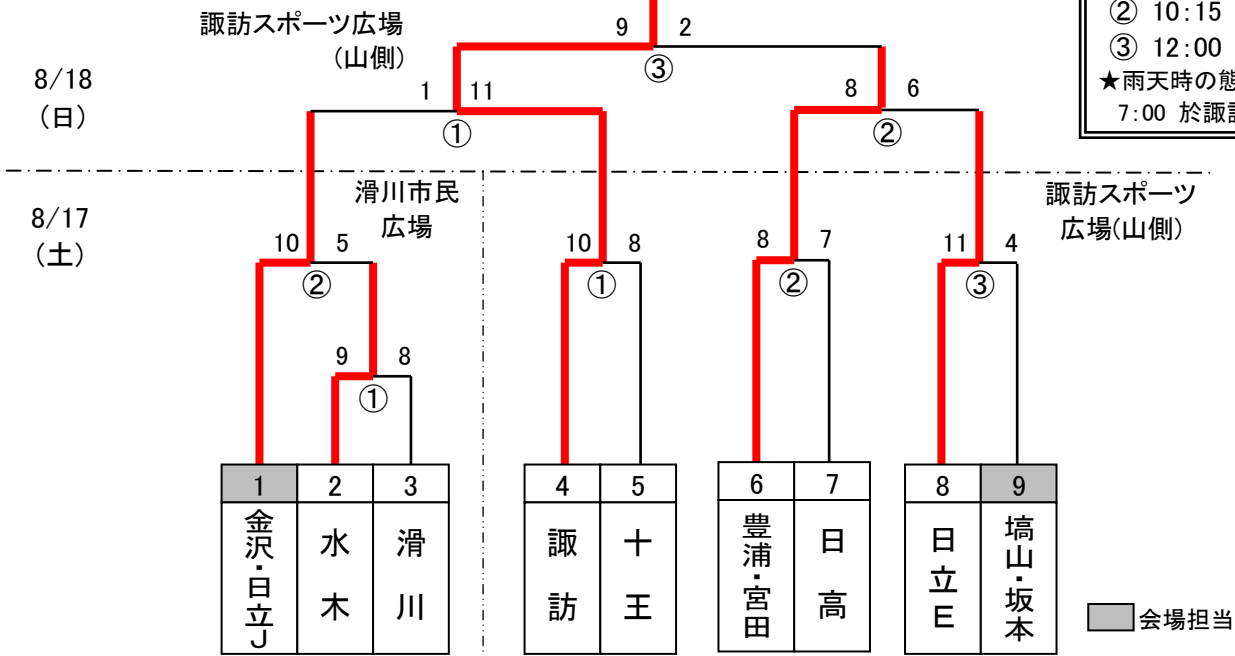 諏訪スポーツ広場
(山側)
9 2
③
② 10:15
③ 12:00
★雨天時の態
7:00 於諏訪
8/18
(日)
1 11
①
8 6
②
滑川市民
広場
諏訪スポーツ
広場(山側)
8/17
(土)
10 5
②
10 8
①
8 7
②
11 4
③
9 8
①
1 2 3 4 5 6 7 8 9
金沢・日立J
水木
滑川
諏訪
十王
豊浦・宮田
日高
日立E
塙山・坂本
会場担当